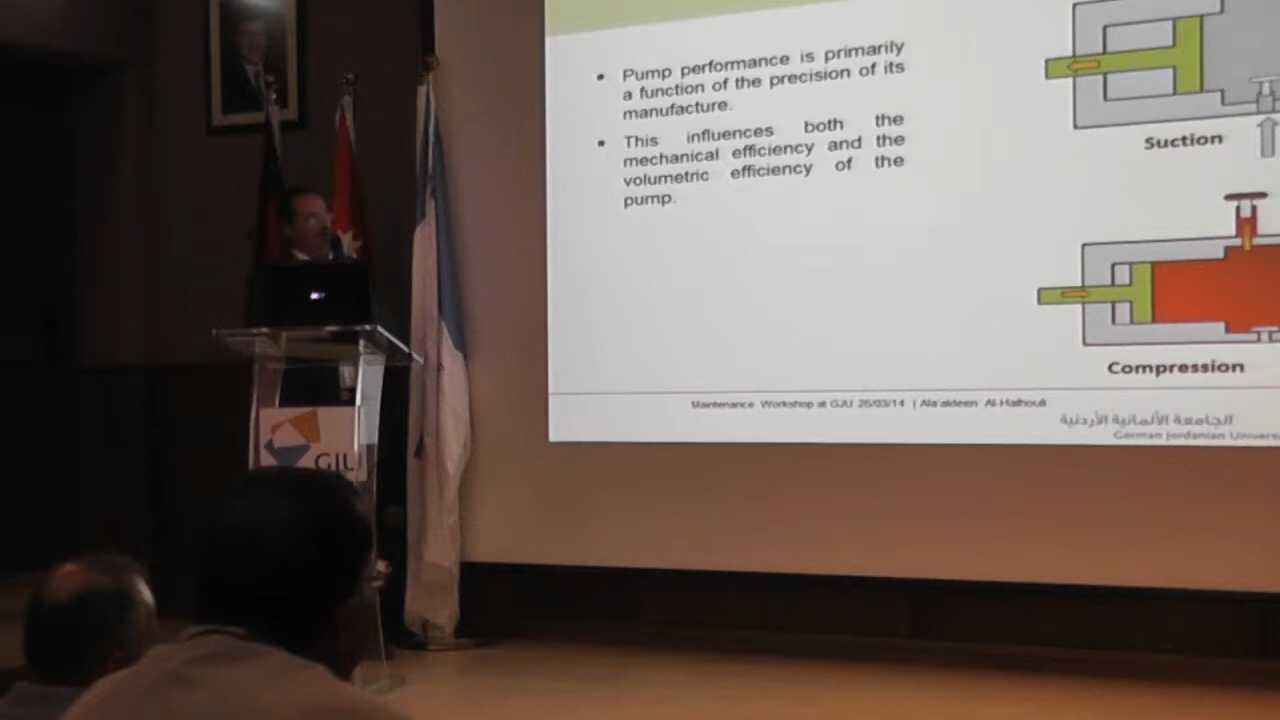 • Pump performance is primarily
a function of the precision of its
manufacture.
• This influences both the
mechanical efficiency and the
volumetric efficiency of the
pump.
Suction
Compression
Maintenance Workshop at GJU 26/03/14 | Ala'aldeen Al-Halhouli
الجامعة الألمانية الأردنية
German Jordanian Univers
GJU